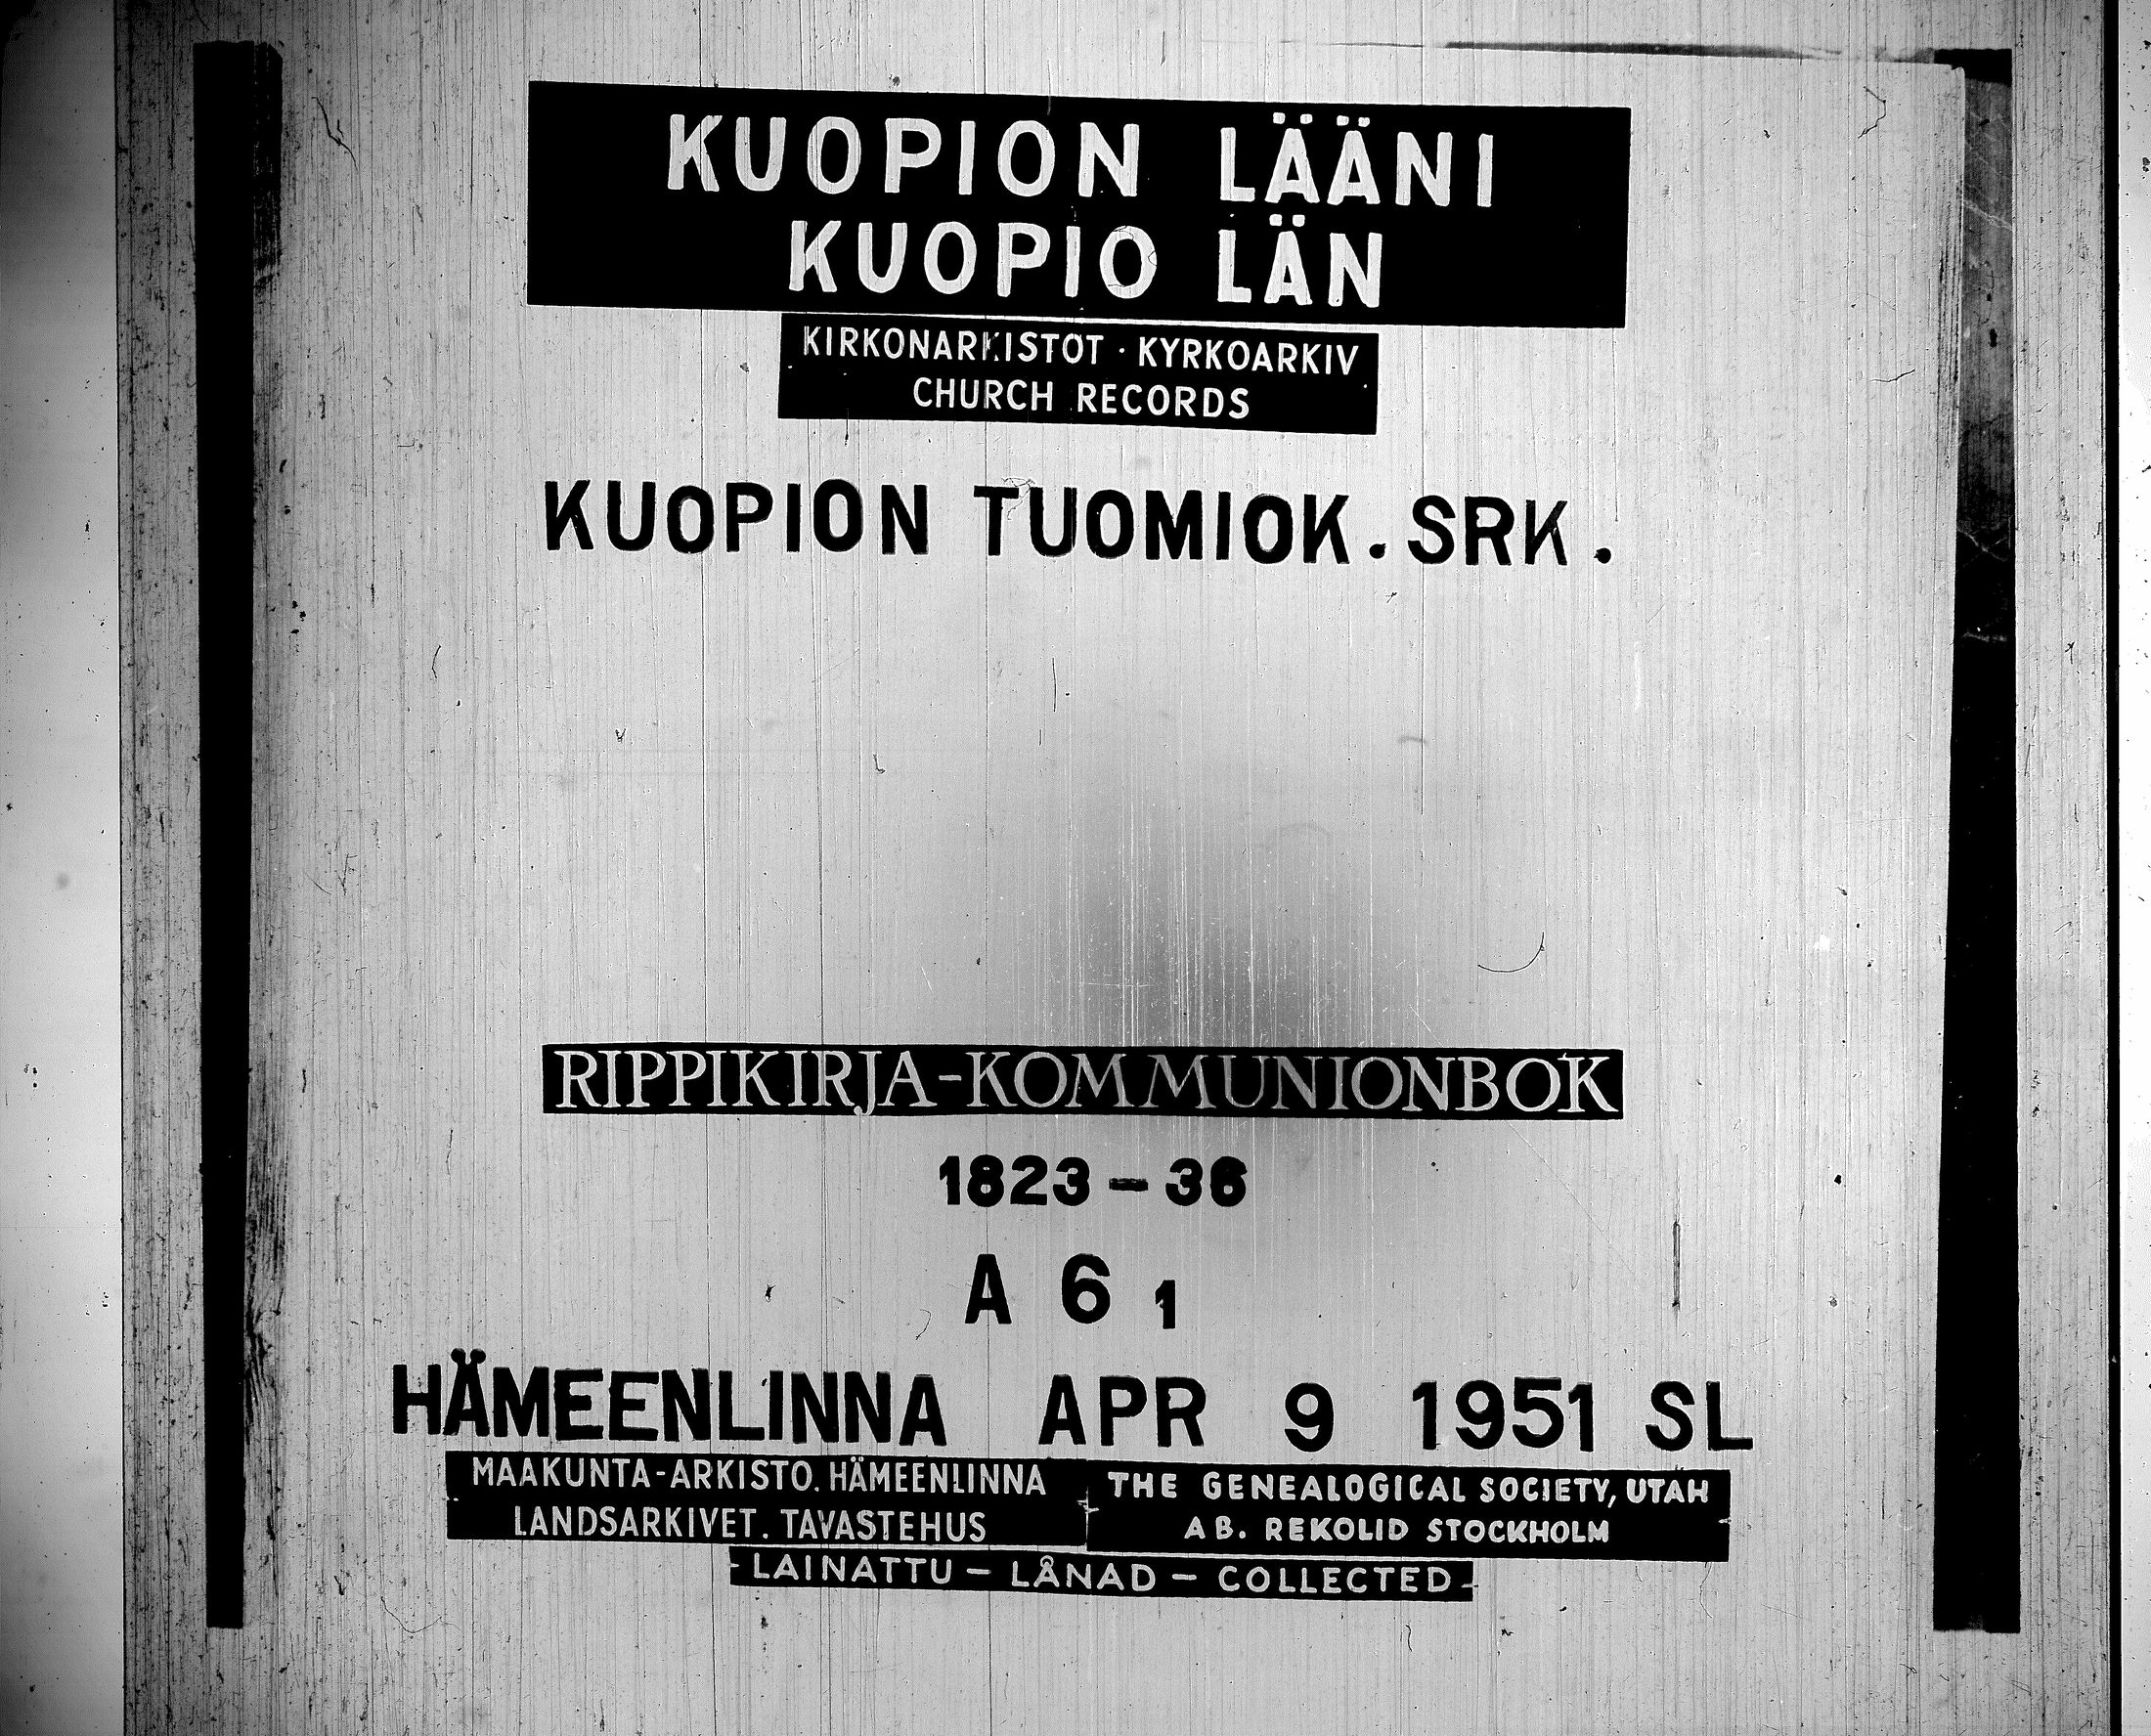 KUOPION LÄÄNI
KUOPIO LÄN
KIRKONARKISTOT · KYRKOARKIV
CHURCH RECORDS
KUOPION TUOMIOK. SRK.
RIPPIKIRJA-KOMMUNIONBOK
1823-36
A 6 1
HÄMEENLINNA APR 9 1951 SL
MAAKUNTA-ARKISTO. HÄMEENLINNA
LANDSARKIVET. TAVASTEHUS
THE GENEALOGICAL SOCIETY, UTAH
AB. REKOLID STOCKHOLM
-LAINATTU - LÅNAD - COLLECTED-